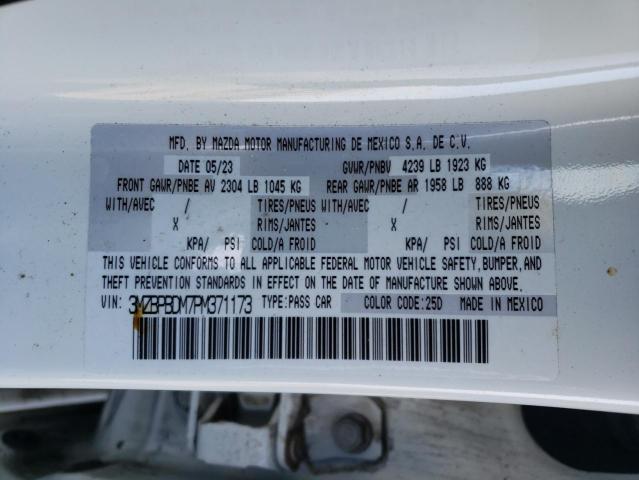 MFD. BY MAZDA MOTOR MANUFACTURING DE MEXICO S.A. DE C.V.
DATE 05/23 GVWR/PNBV 4239 LB 1923 KG
FRONT GAWR/PNBE AV 2304 LB 1045 KG REAR GAWR/PNBE AR 1958 LB 888 KG
WITH/AVEC / TIRES/PNEUS WITH/AVEC / TIRES/PNEUS
X RIMS/JANTES X RIMS/JANTES
KPA/ PSI COLD/A FROID KPA/ PSI COLD/A FROID
THIS VEHICLE CONFORMS TO ALL APPLICABLE FEDERAL MOTOR VEHICLE SAFETY, BUMPER, AND
THEFT PREVENTION STANDARDS IN EFFECT ON THE DATE OF MANUFACTURE SHOWN ABOVE.
VIN: 3MZBPBDM7PM371173 TYPE:PASS CAR COLOR CODE:25D MADE IN MEXICO